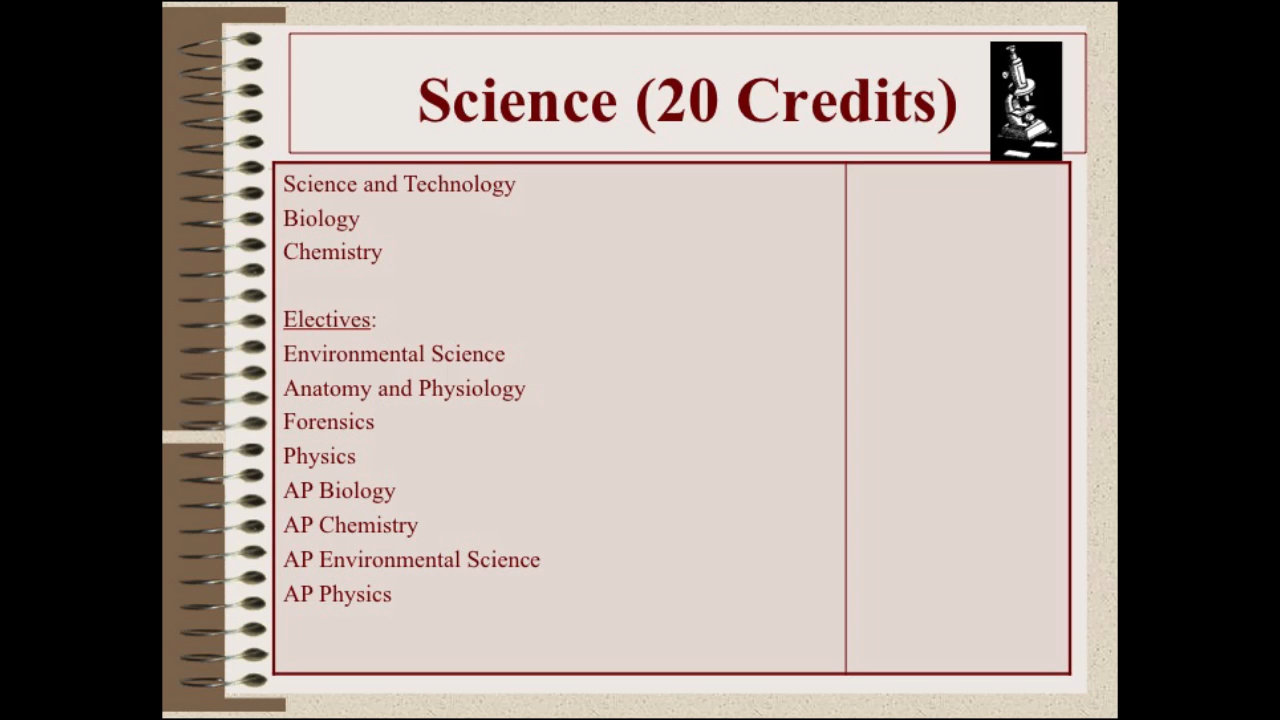 Science (20 Credits)
Science and Technology
Biology
Chemistry
Electives:
Environmental Science
Anatomy and Physiology
Forensics
Physics
AP Biology
AP Chemistry
AP Environmental Science
AP Physics